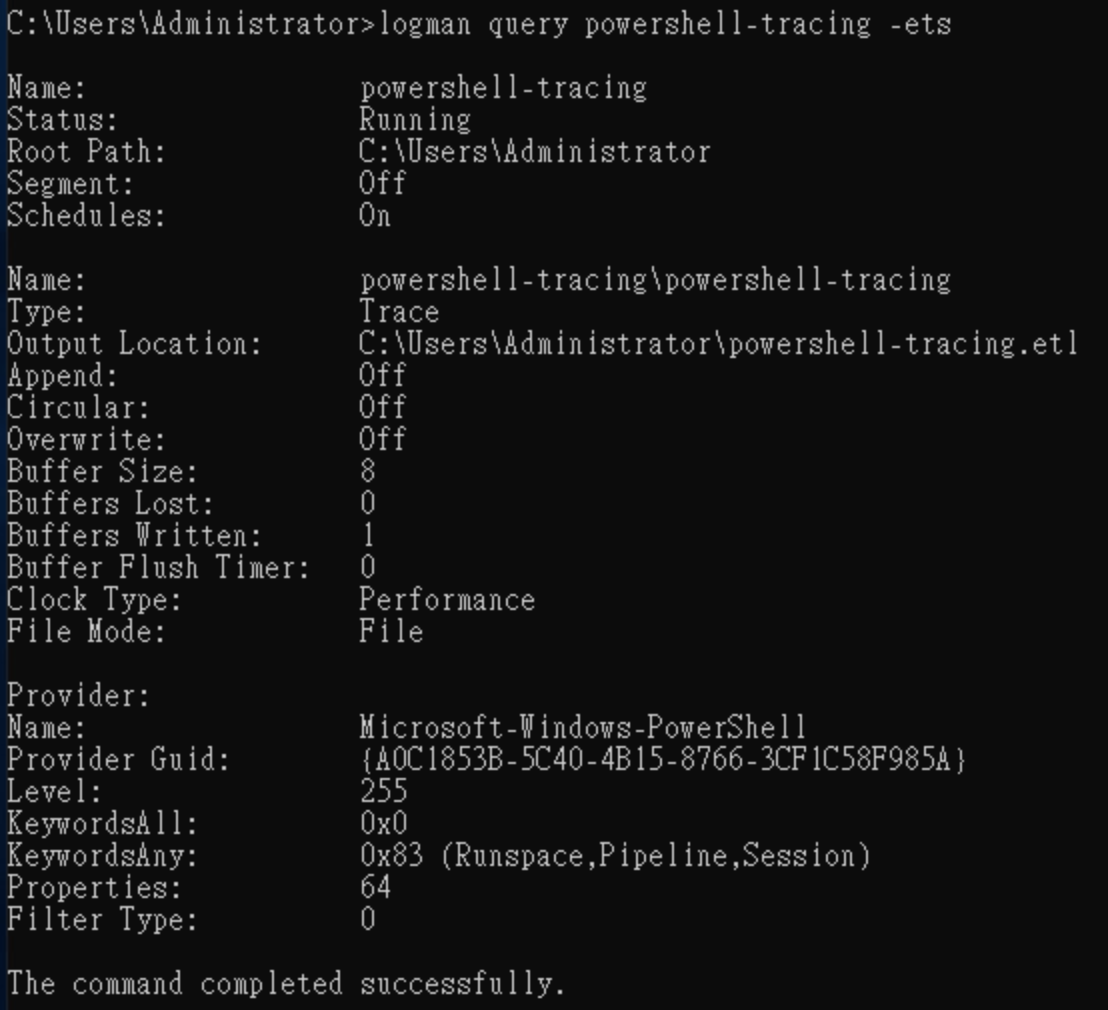 C:\Users\Administrator>logman query powershell-tracing -ets
Name: powershell-tracing
Status: Running
Root Path: C:\Users\Administrator
Segment: Off
Schedules: On
Name: powershell-tracing\powershell-tracing
Type: Trace
Output Location: C:\Users\Administrator\powershell-tracing.etl
Append: Off
Circular: Off
Overwrite: Off
Buffer Size: 8
Buffers Lost: 0
Buffers Written: 1
Buffer Flush Timer: 0
Clock Type: Performance
File Mode: File
Provider:
Name: Microsoft-Windows-PowerShell
Provider Guid: {A0C1853B-5C40-4B15-8766-3CF1C58F985A}
Level: 255
KeywordsAll: 0x0
KeywordsAny: 0x83 (Runspace,Pipeline,Session)
Properties: 64
Filter Type: 0
The command completed successfully.